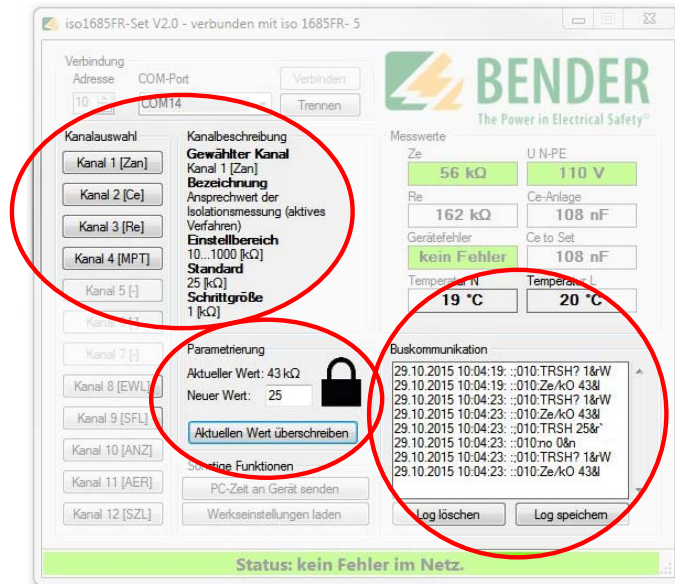 iso1685FR-Set V2.0 - verbunden mit iso 1685FR- 5
Verbindung
Adresse COM-Port
10 COM14
Verbinden
Trennen
BENDER
The Power in Electrical Safety©
Kanalauswahl
Kanal 1 [Zan]
Kanal 2 [Ce]
Kanal 3 [Re]
Kanal 4 [MPT]
Kanal 5 [-]
Kanal 7 [-]
Kanal 8 [EWL]
Kanal 9 [SFL]
Kanal 10 [ANZ]
Kanal 11 [AER]
Kanal 12 [SZL]
Kanalbeschreibung
Gewählter Kanal
Kanal 1 [Zan]
Bezeichnung
Ansprechwert der
Isolationsmessung (aktives
Verfahren)
Einstellbereich
10...1000 [kΩ]
Standard
25 [kΩ]
Schrittgröße
1 [kΩ]
Messwerte
Ze U N-PE
56 kΩ 110 V
Re Ce-Anlage
162 kΩ 108 nF
Gerätefehler Ce to Set
kein Fehler 108 nF
Temperatur N Temperatur L
19 °C 20 °C
Parametrierung
Aktueller Wert: 43 kΩ
Neuer Wert: 25
Aktuellen Wert überschreiben
Sonstige Funktionen
PC-Zeit an Gerät senden
Werkseinstellungen laden
Buskommunikation
29.10.2015 10:04:19: :;010:TRSH? 1&rW
29.10.2015 10:04:19: ::010:Ze/kO 43&l
29.10.2015 10:04:23: :;010:TRSH? 1&rW
29.10.2015 10:04:23: ::010:Ze/kO 43&l
29.10.2015 10:04:23: :;010:TRSH 25&r`
29.10.2015 10:04:23: ::010:no 0&n
29.10.2015 10:04:23: :;010:TRSH? 1&rW
29.10.2015 10:04:23: ::010:Ze/kO 43&l
Log löschen Log speichern
Status: kein Fehler im Netz.